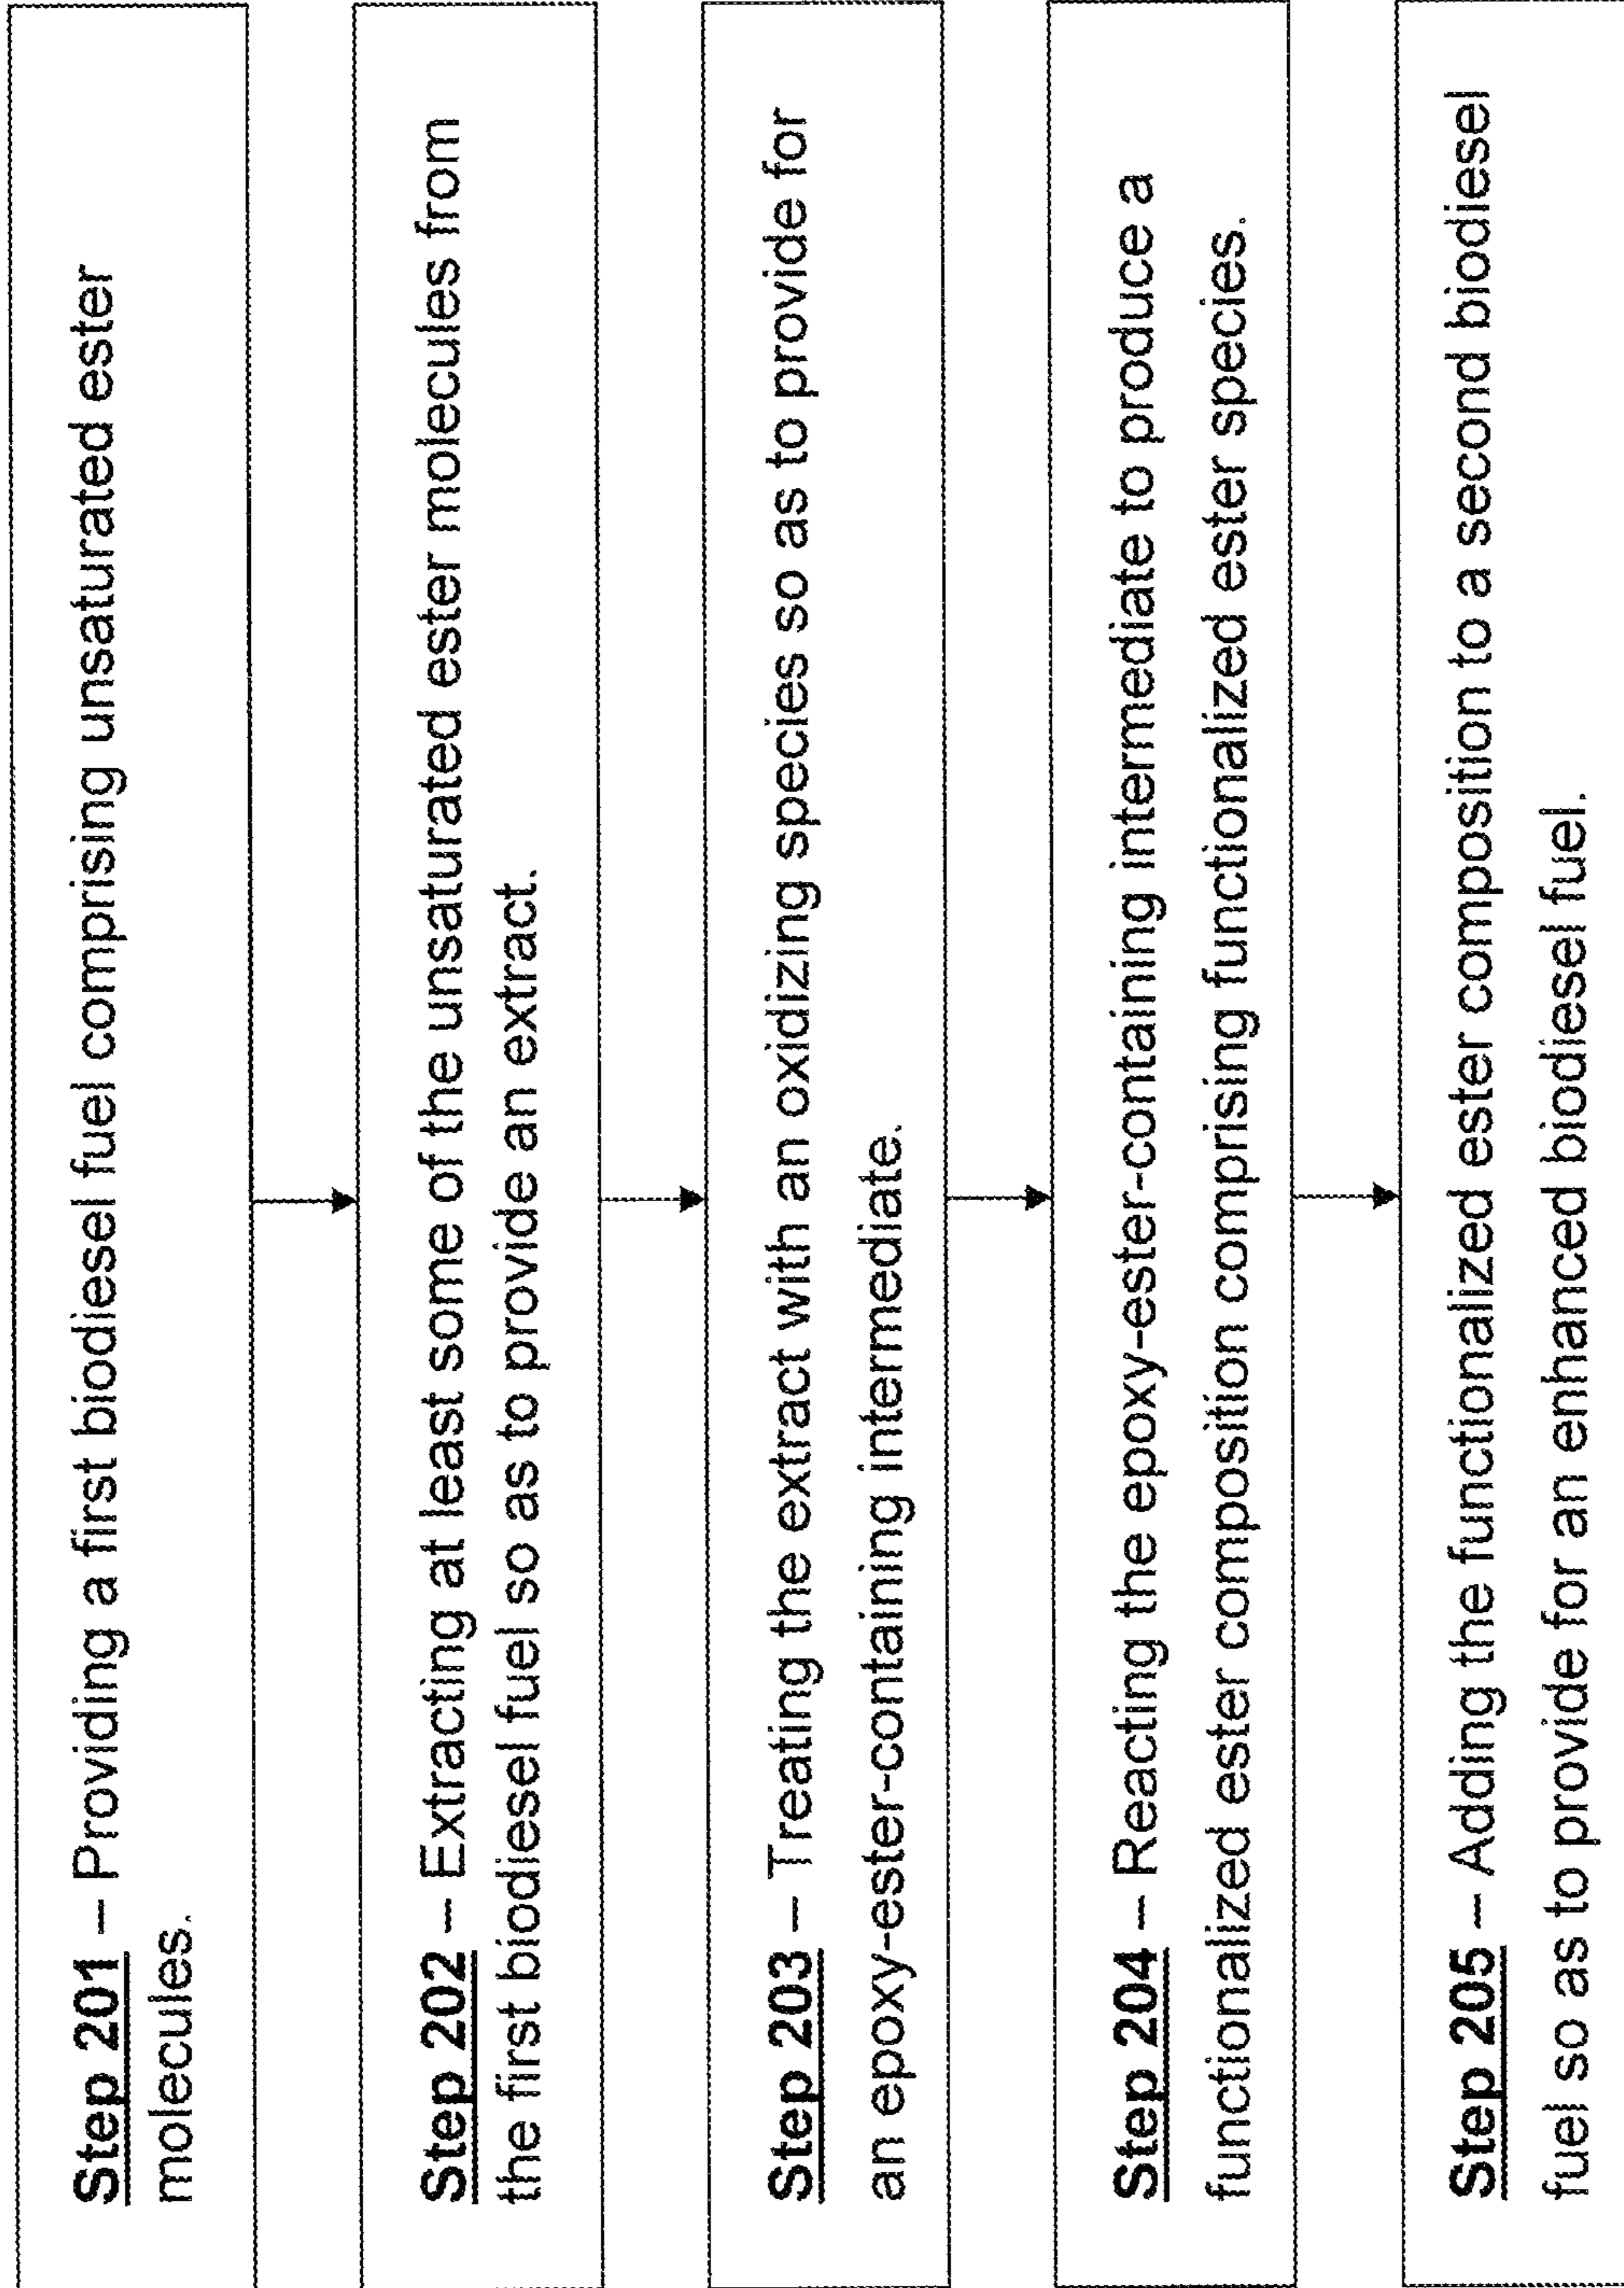 Step 201 – Providing a first biodiesel fuel comprising unsaturated ester
molecules.
Step 202 – Extracting at least some of the unsaturated ester molecules from
the first biodiesel fuel so as to provide an extract.
Step 203 – Treating the extract with an oxidizing species so as to provide for
an epoxy-ester-containing intermediate.
Step 204 – Reacting the epoxy-ester-containing intermediate to produce a
functionalized ester composition comprising functionalized ester species.
Step 205 – Adding the functionalized ester composition to a second biodiesel
fuel so as to provide for an enhanced biodiesel fuel.